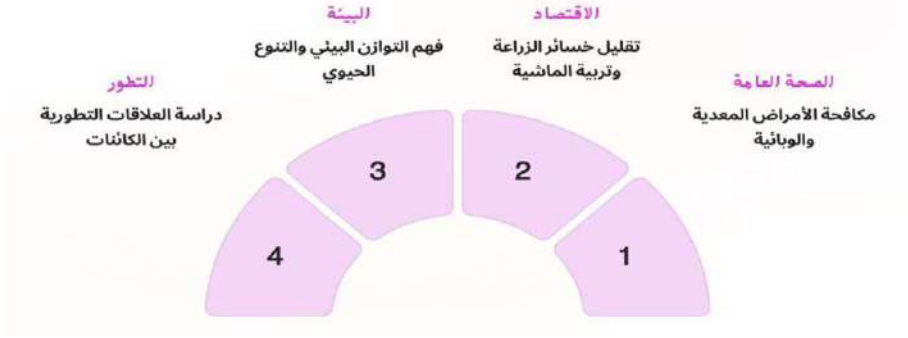 الصحة العامة
مكافحة الأمراض المعدية
والوبائية
1
الاقتصاد
تقليل خسائر الزراعة
وتربية الماشية
2
البيئة
فهم التوازن البيئي والتنوع
الحيوي
3
التطور
دراسة العلاقات التطورية
بين الكائنات
4